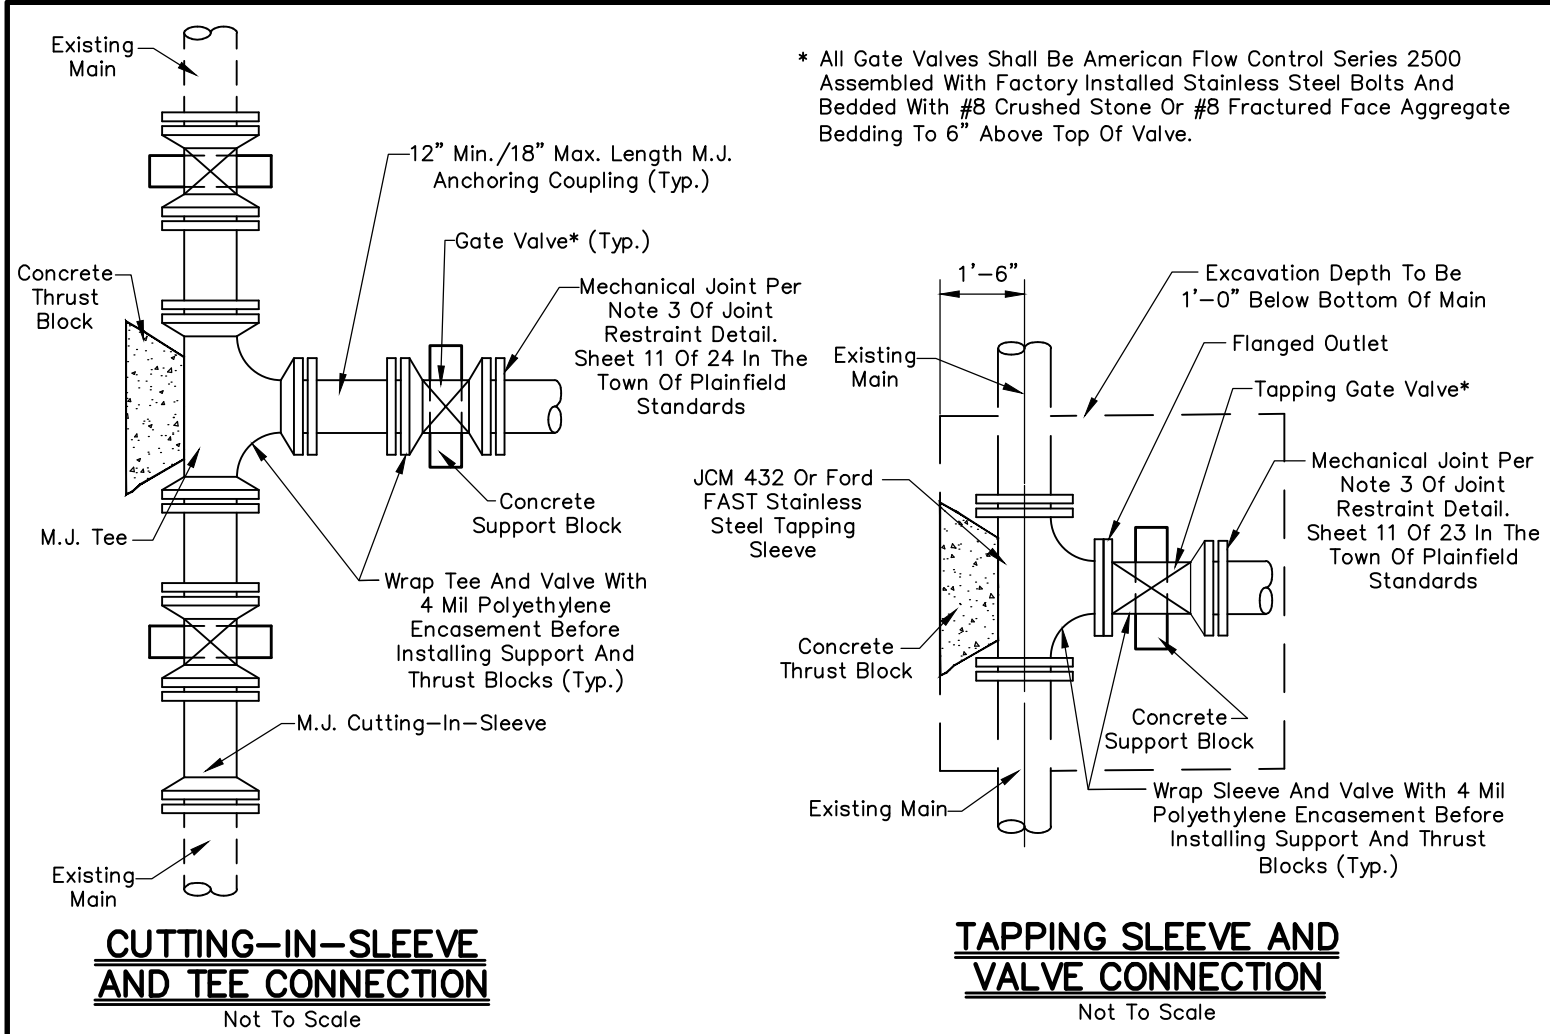 Existing
Main
12" Min./18" Max. Length M.J.
Anchoring Coupling (Typ.)
Gate Valve* (Typ.)
Concrete
Thrust
Block
Mechanical Joint Per
Note 3 Of Joint
Restraint Detail.
Sheet 11 Of 24 In The
Town Of Plainfield
Standards
Concrete
Support Block
M.J. Tee
Wrap Tee And Valve With
4 Mil Polyethylene
Encasement Before
Installing Support And
Thrust Blocks (Typ.)
M.J. Cutting-In-Sleeve
Existing
Main
CUTTING-IN-SLEEVE
AND TEE CONNECTION
Not To Scale
* All Gate Valves Shall Be American Flow Control Series 2500
Assembled With Factory Installed Stainless Steel Bolts And
Bedded With #8 Crushed Stone Or #8 Fractured Face Aggregate
Bedding To 6" Above Top Of Valve.
1'-6"
Excavation Depth To Be
1'-0" Below Bottom Of Main
Existing
Main
Flanged Outlet
Tapping Gate Valve*
JCM 432 Or Ford
FAST Stainless
Steel Tapping
Sleeve
Mechanical Joint Per
Note 3 Of Joint
Restraint Detail.
Sheet 11 Of 23 In The
Town Of Plainfield
Standards
Concrete
Thrust Block
Concrete
Support Block
Existing Main
Wrap Sleeve And Valve With 4 Mil
Polyethylene Encasement Before
Installing Support And Thrust
Blocks (Typ.)
TAPPING SLEEVE AND
VALVE CONNECTION
Not To Scale